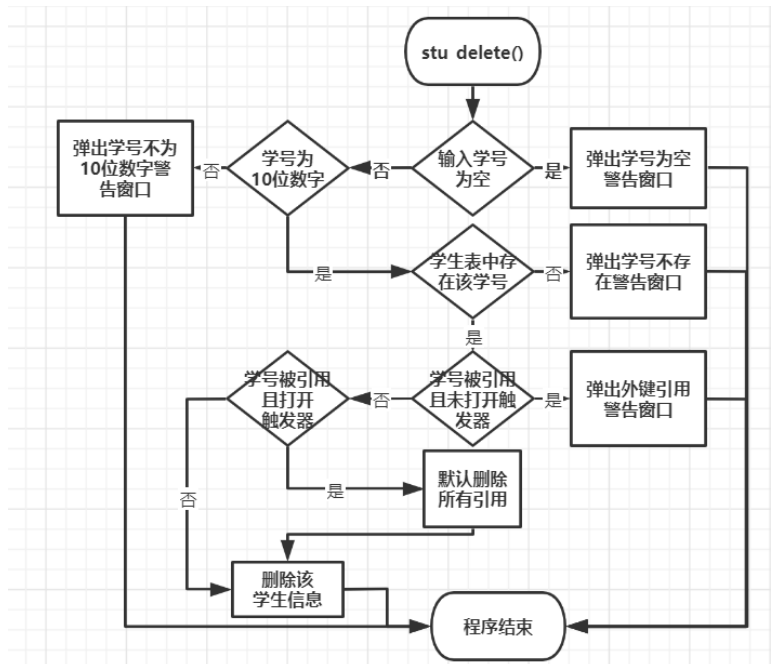 stu delete()
弹出学号不为
10位数字警
告窗口
否
学号为
10位数字
否
输入学号
为空
是
弹出学号为空
警告窗口
是
学生表中存
在该学号
否
弹出学号不存
在警告窗口
是
学号被引用
且打开
触发器
否
学号被引用
且未打开触
发器
是
弹出外键引用
警告窗口
否
是
默认删除
所有引用
删除该
学生信息
程序结束